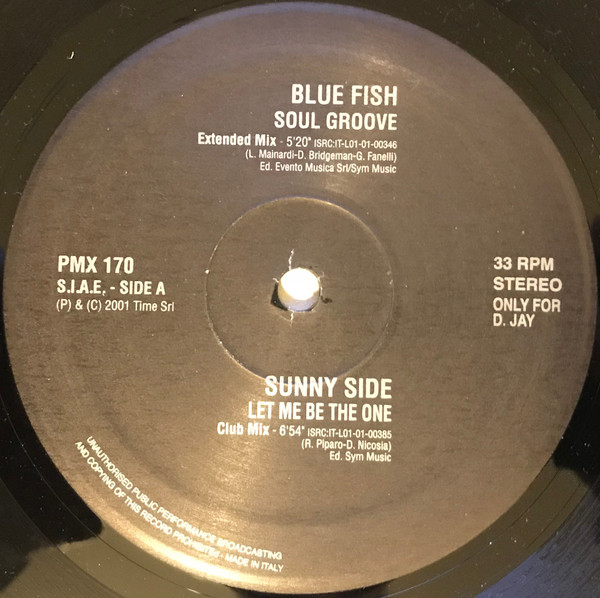 BLUE FISH
SOUL GROOVE
Extended Mix - 5'20" ISRC:IT-L01-01-00346
(L. Mainardi-D. Bridgeman-G. Fanelli)
Ed. Evento Musica Srl/Sym Music
PMX 170
S.I.A.E. - SIDE A
(P) & (C) 2001 Time Srl
33 RPM
STEREO
ONLY FOR
D. JAY
SUNNY SIDE
LET ME BE THE ONE
Club Mix - 6'54" ISRC:IT-L01-01-00385
(R. Piparo-D. Nicosia)
Ed. Sym Music
UNAUTHORISED PUBLIC PERFORMANCE BROADCASTING
AND COPYING OF THIS RECORD PROHIBITED - MADE IN ITALY